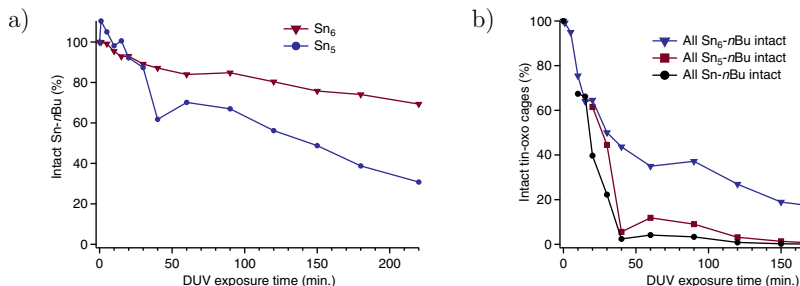 a)
Intact Sn-nBu (%)
100
80
60
40
20
0
0
50
100
150
200
DUV exposure time (min.)
Sn6
Sn5
b)
Intact tin-oxo cages (%)
100
80
60
40
20
0
0
50
100
150
DUV exposure time (min.)
All Sn6-nBu intact
All Sn5-nBu intact
All Sn-nBu intact